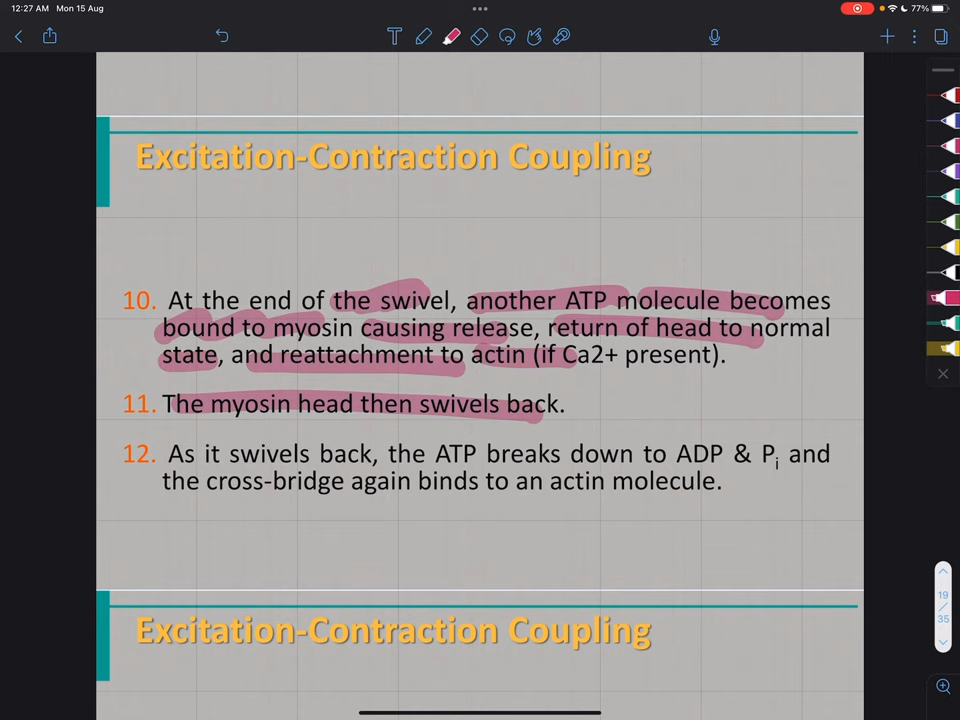 12:27 AM Mon 15 Aug
77%
Excitation-Contraction Coupling
10. At the end of the swivel, another ATP molecule becomes
bound to myosin causing release, return of head to normal
state, and reattachment to actin (if Ca2+ present).
11. The myosin head then swivels back.
12. As it swivels back, the ATP breaks down to ADP & Pi and
the cross-bridge again binds to an actin molecule.
19
/
35
Excitation-Contraction Coupling